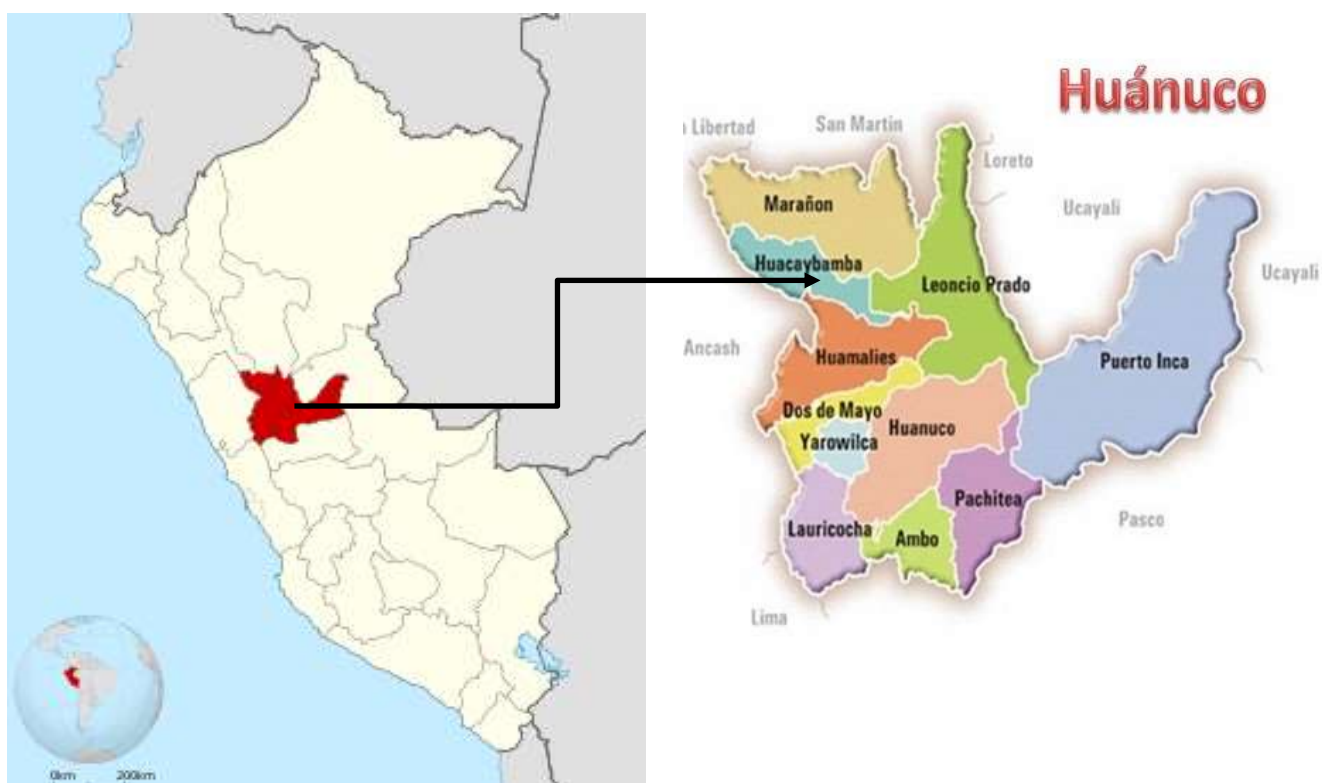 Huánuco
n Libertad
San Martin
Loreto
Ucayali
Marañon
Huacaybamba
Leoncio Prado
Ucayali
Ancash
Huamalies
Puerto Inca
Dos de Mayo
Huanuco
Yarowilca
Pachitea
Lauricocha
Ambo
Pasco
Lima
0km 200km